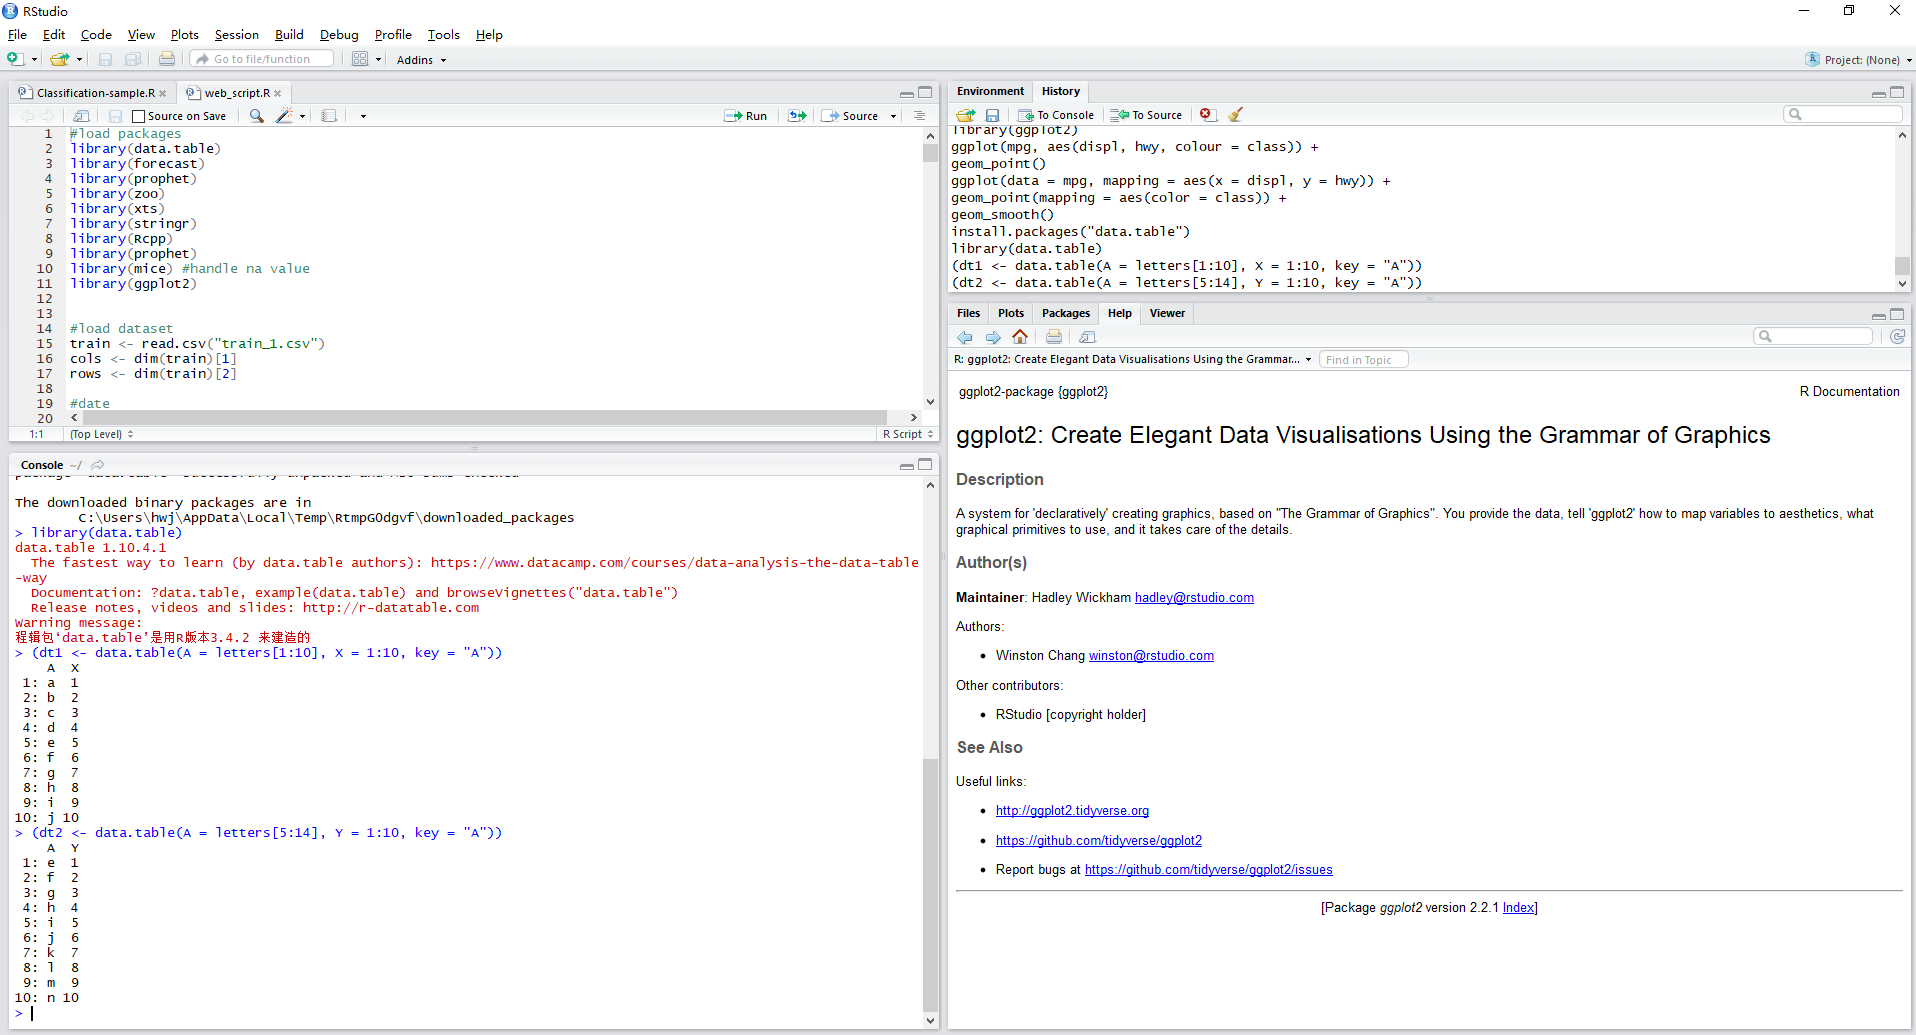 RStudio
File Edit Code View Plots Session Build Debug Profile Tools Help
Go to file/function Addins Project: (None)
Classification-sample.R web_script.R
Source on Save Run Source
1 #load packages
2 library(data.table)
3 library(forecast)
4 library(prophet)
5 library(zoo)
6 library(xts)
7 library(stringr)
8 library(Rcpp)
9 library(prophet)
10 library(mice) #handle na value
11 library(ggplot2)
12
13
14 #load dataset
15 train <- read.csv("train_1.csv")
16 cols <- dim(train)[1]
17 rows <- dim(train)[2]
18
19 #date
20
1:1 (Top Level) R Script
Console ~/
The downloaded binary packages are in
C:\Users\hwj\AppData\Local\Temp\RtmpGOdgvf\downloaded_packages
> library(data.table)
data.table 1.10.4.1
The fastest way to learn (by data.table authors): https://www.datacamp.com/courses/data-analysis-the-data-table
-way
Documentation: ?data.table, example(data.table) and browseVignettes("data.table")
Release notes, videos and slides: http://r-datatable.com
Warning message:
程辑包‘data.table’是用R版本3.4.2 来建造的
> (dt1 <- data.table(A = letters[1:10], X = 1:10, key = "A"))
A X
1: a 1
2: b 2
3: c 3
4: d 4
5: e 5
6: f 6
7: g 7
8: h 8
9: i 9
10: j 10
> (dt2 <- data.table(A = letters[5:14], Y = 1:10, key = "A"))
A Y
1: e 1
2: f 2
3: g 3
4: h 4
5: i 5
6: j 6
7: k 7
8: l 8
9: m 9
10: n 10
>
Environment History
To Console To Source
library(ggplot2)
ggplot(mpg, aes(displ, hwy, colour = class)) +
geom_point()
ggplot(data = mpg, mapping = aes(x = displ, y = hwy)) +
geom_point(mapping = aes(color = class)) +
geom_smooth()
install.packages("data.table")
library(data.table)
(dt1 <- data.table(A = letters[1:10], X = 1:10, key = "A"))
(dt2 <- data.table(A = letters[5:14], Y = 1:10, key = "A"))
Files Plots Packages Help Viewer
R: ggplot2: Create Elegant Data Visualisations Using the Grammar... Find in Topic
ggplot2-package {ggplot2} R Documentation
ggplot2: Create Elegant Data Visualisations Using the Grammar of Graphics
Description
A system for 'declaratively' creating graphics, based on "The Grammar of Graphics". You provide the data, tell 'ggplot2' how to map variables to aesthetics, what
graphical primitives to use, and it takes care of the details.
Author(s)
Maintainer: Hadley Wickham hadley@rstudio.com
Authors:
• Winston Chang winston@rstudio.com
Other contributors:
• RStudio [copyright holder]
See Also
Useful links:
• http://ggplot2.tidyverse.org
• https://github.com/tidyverse/ggplot2
• Report bugs at https://github.com/tidyverse/ggplot2/issues
[Package ggplot2 version 2.2.1 Index]